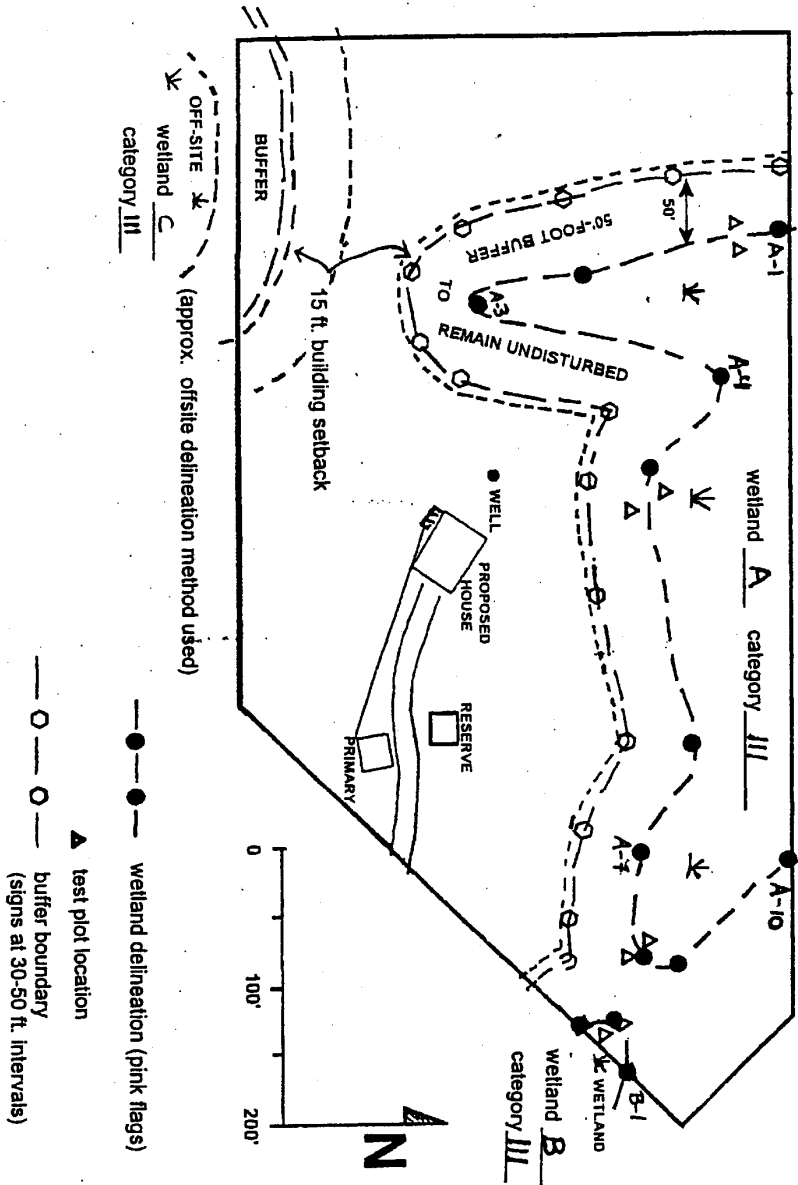 A-1
50'
50'-FOOT BUFFER
TO
REMAIN UNDISTURBED
A-3
A-4
wetland A category III
A-7
A-10
BUFFER
OFF-SITE
wetland C
category III
(approx. offsite delineation method used)
15 ft. building setback
WELL
PROPOSED
HOUSE
RESERVE
PRIMARY
B-1
WETLAND
wetland B
category III
0
100'
200'
N
wetland delineation (pink flags)
test plot location
buffer boundary
(signs at 30-50 ft. intervals)